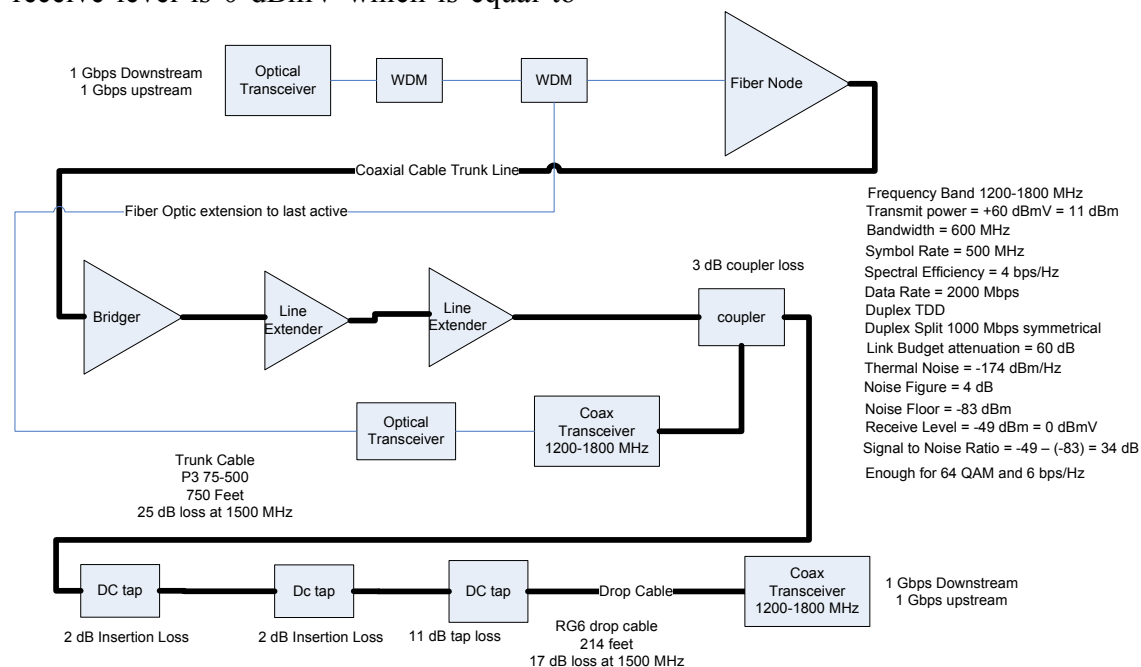 receive level is 0 dBmV which is equal to
1 Gbps Downstream
1 Gbps upstream
Optical
Transceiver
WDM
WDM
Fiber Node
Coaxial Cable Trunk Line
Fiber Optic extension to last active
Frequency Band 1200-1800 MHz
Transmit power = +60 dBmV = 11 dBm
Bandwidth = 600 MHz
Symbol Rate = 500 MHz
Spectral Efficiency = 4 bps/Hz
Data Rate = 2000 Mbps
Duplex TDD
Duplex Split 1000 Mbps symmetrical
Link Budget attenuation = 60 dB
Thermal Noise = -174 dBm/Hz
Noise Figure = 4 dB
Noise Floor = -83 dBm
Receive Level = -49 dBm = 0 dBmV
Signal to Noise Ratio = -49 – (-83) = 34 dB
Enough for 64 QAM and 6 bps/Hz
Bridger
Line
Extender
Line
Extender
3 dB coupler loss
coupler
Optical
Transceiver
Coax
Transceiver
1200-1800 MHz
Trunk Cable
P3 75-500
750 Feet
25 dB loss at 1500 MHz
DC tap
Dc tap
DC tap
Drop Cable
Coax
Transceiver
1200-1800 MHz
1 Gbps Downstream
1 Gbps upstream
2 dB Insertion Loss
2 dB Insertion Loss
11 dB tap loss
RG6 drop cable
214 feet
17 dB loss at 1500 MHz